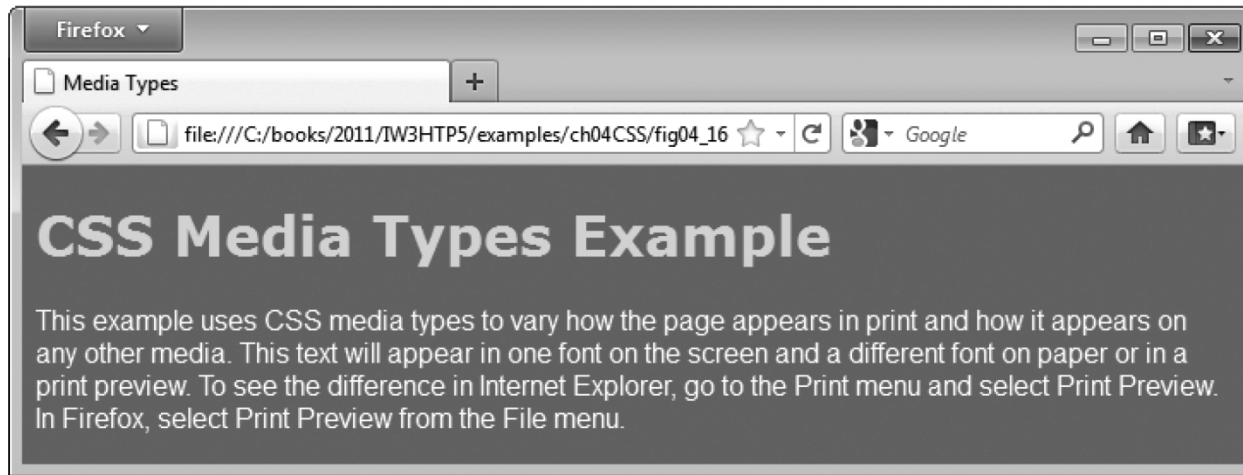 Firefox
Media Types
+
file:///C:/books/2011/IW3HTP5/examples/ch04CSS/fig04_16
Google
CSS Media Types Example
This example uses CSS media types to vary how the page appears in print and how it appears on
any other media. This text will appear in one font on the screen and a different font on paper or in a
print preview. To see the difference in Internet Explorer, go to the Print menu and select Print Preview.
In Firefox, select Print Preview from the File menu.